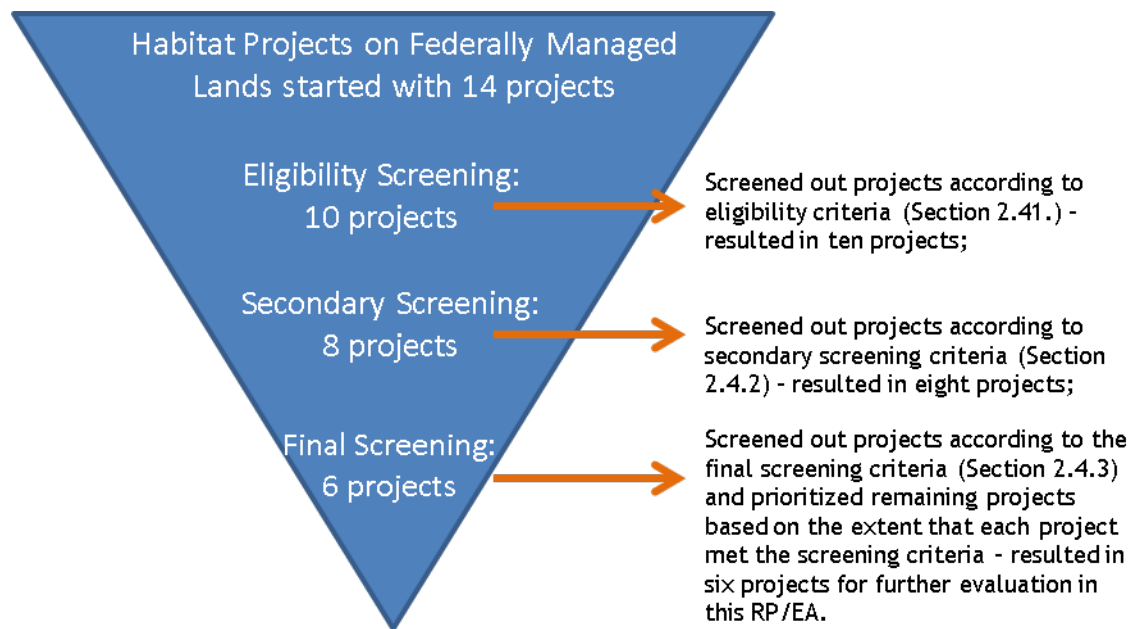 Habitat Projects on Federally Managed
Lands started with 14 projects
Eligibility Screening:
10 projects
Screened out projects according to
eligibility criteria (Section 2.41.) -
resulted in ten projects;
Secondary Screening:
8 projects
Screened out projects according to
secondary screening criteria (Section
2.4.2) - resulted in eight projects;
Final Screening:
6 projects
Screened out projects according to the
final screening criteria (Section 2.4.3)
and prioritized remaining projects
based on the extent that each project
met the screening criteria - resulted in
six projects for further evaluation in
this RP/EA.